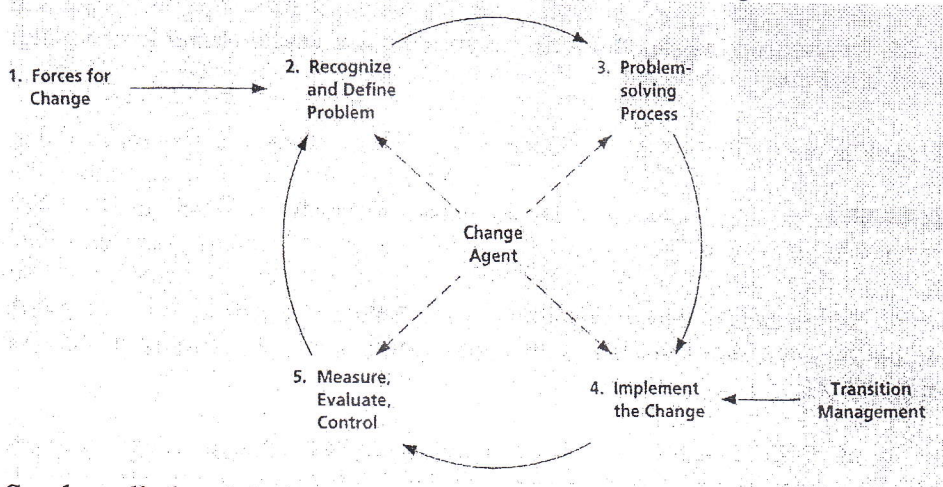 1. Forces for
Change
2. Recognize
and Define
Problem
3. Problem-
solving
Process
Change
Agent
5. Measure,
Evaluate,
Control
4. Implement
the Change
Transition
Management